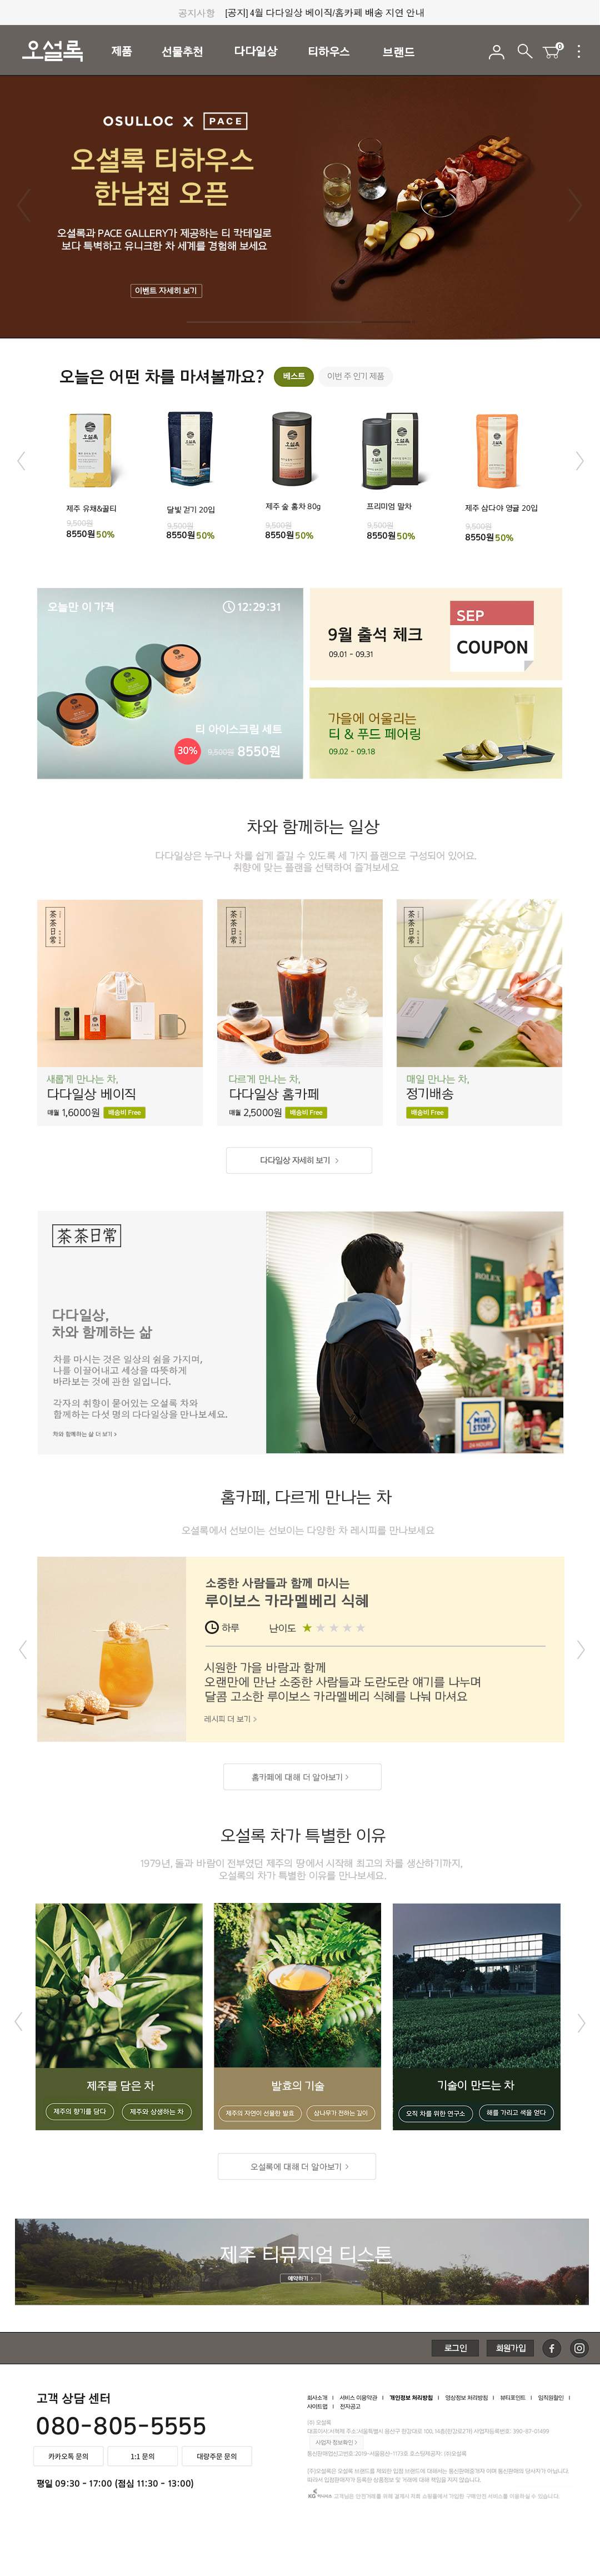 공지사항 [공지] 4월 다다일상 베이직/홈카페 배송 지연 안내
오설록 제품 선물추천 다다일상 티하우스 브랜드 0
OSULLOC X PACE
오설록 티하우스
한남점 오픈
오설록과 PACE GALLERY가 제공하는 티 칵테일로
보다 특벽하고 유니크한 차 세계를 경험해 보세요
이벤트 자세히 보기
오늘은 어떤 차를 마셔볼까요? 베스트 이번 주 인기 제품
제주 유채&꿀티
9,500원
8550원 50%
달빛 걷기 20입
9,500원
8550원 50%
제주 숲 홍차 80g
9,500원
8550원 50%
프리미엄 말차
9,500원
8550원 50%
제주 삼다야 영귤 20입
9,500원
8550원 50%
오늘만 이 가격 12:29:31
티 아이스크림 세트
30% 9,500원 8550원
9월 출석 체크
09.01 - 09.31
SEP
COUPON
가을에 어울리는
티 & 푸드 페어링
09.02 - 09.18
차와 함께하는 일상
다다일상은 누구나 차를 쉽게 즐길 수 있도록 세 가지 플랜으로 구성되어 있어요.
취향에 맞는 플랜을 선택하여 즐겨보세요
茶茶日常
새롭게 만나는 차,
다다일상 베이직
매월 1,6000원 배송비 Free
茶茶日常
다르게 만나는 차,
다다일상 홈카페
매월 2,5000원 배송비 Free
茶茶日常
매일 만나는 차,
정기배송
배송비 Free
다다일상 자세히 보기 >
茶茶日常
다다일상,
차와 함께하는 삶
차를 마시는 것은 일상의 쉼을 가지며,
나를 이끌어내고 세상을 따뜻하게
바라보는 것에 관한 일입니다.
각자의 취향이 묻어있는 오설록 차와
함께하는 다섯 명의 다다일상을 만나보세요.
차와 함께하는 삶 더 보기 >
ROLEX
MINI
STOP
24-HOURS
홈카페, 다르게 만나는 차
오설록에서 선보이는 선보이는 다양한 차 레시피를 만나보세요
소중한 사람들과 함께 마시는
루이보스 카라멜베리 식혜
하루 난이도 ★★★★★
시원한 가을 바람과 함께
오랜만에 만난 소중한 사람들과 도란도란 얘기를 나누며
달콤 고소한 루이보스 카라멜베리 식혜를 나눠 마셔요
레시피 더 보기 >
홈카페에 대해 더 알아보기 >
오설록 차가 특별한 이유
1979년, 돌과 바람이 전부였던 제주의 땅에서 시작해 최고의 차를 생산하기까지,
오설록의 차가 특별한 이유를 만나보세요.
제주를 담은 차
제주의 향기를 담다 제주와 상생하는 차
발효의 기술
제주의 자연이 선물한 발효 삼나무가 전하는 깊이
기술이 만드는 차
오직 차를 위한 연구소 해를 가리고 색을 얻다
오설록에 대해 더 알아보기 >
제주 티뮤지엄 티스톤
예약하기 >
로그인 회원가입
고객 상담 센터
080-805-5555
카카오톡 문의 1:1 문의 대량주문 문의
평일 09:30 - 17:00 (점심 11:30 - 13:00)
회사소개 | 서비스 이용약관 | 개인정보 처리방침 | 영상정보 처리방침 | 뷰티포인트 | 임직원할인 |
사이트맵 | 전자공고
(주) 오설록
사업자 정보확인 >